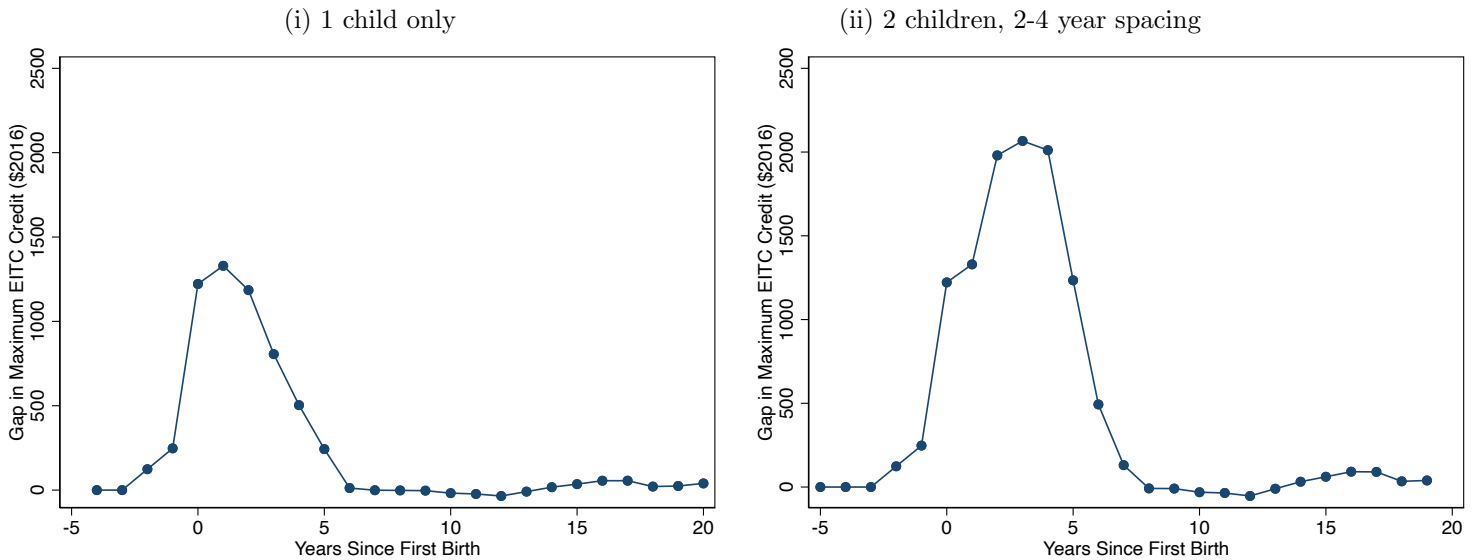 (i) 1 child only
Gap in Maximum EITC Credit ($2016)
2500
2000
1500
1000
500
0
-5 0 5 10 15 20
Years Since First Birth
(ii) 2 children, 2-4 year spacing
Gap in Maximum EITC Credit ($2016)
2500
2000
1500
1000
500
0
-5 0 5 10 15 20
Years Since First Birth